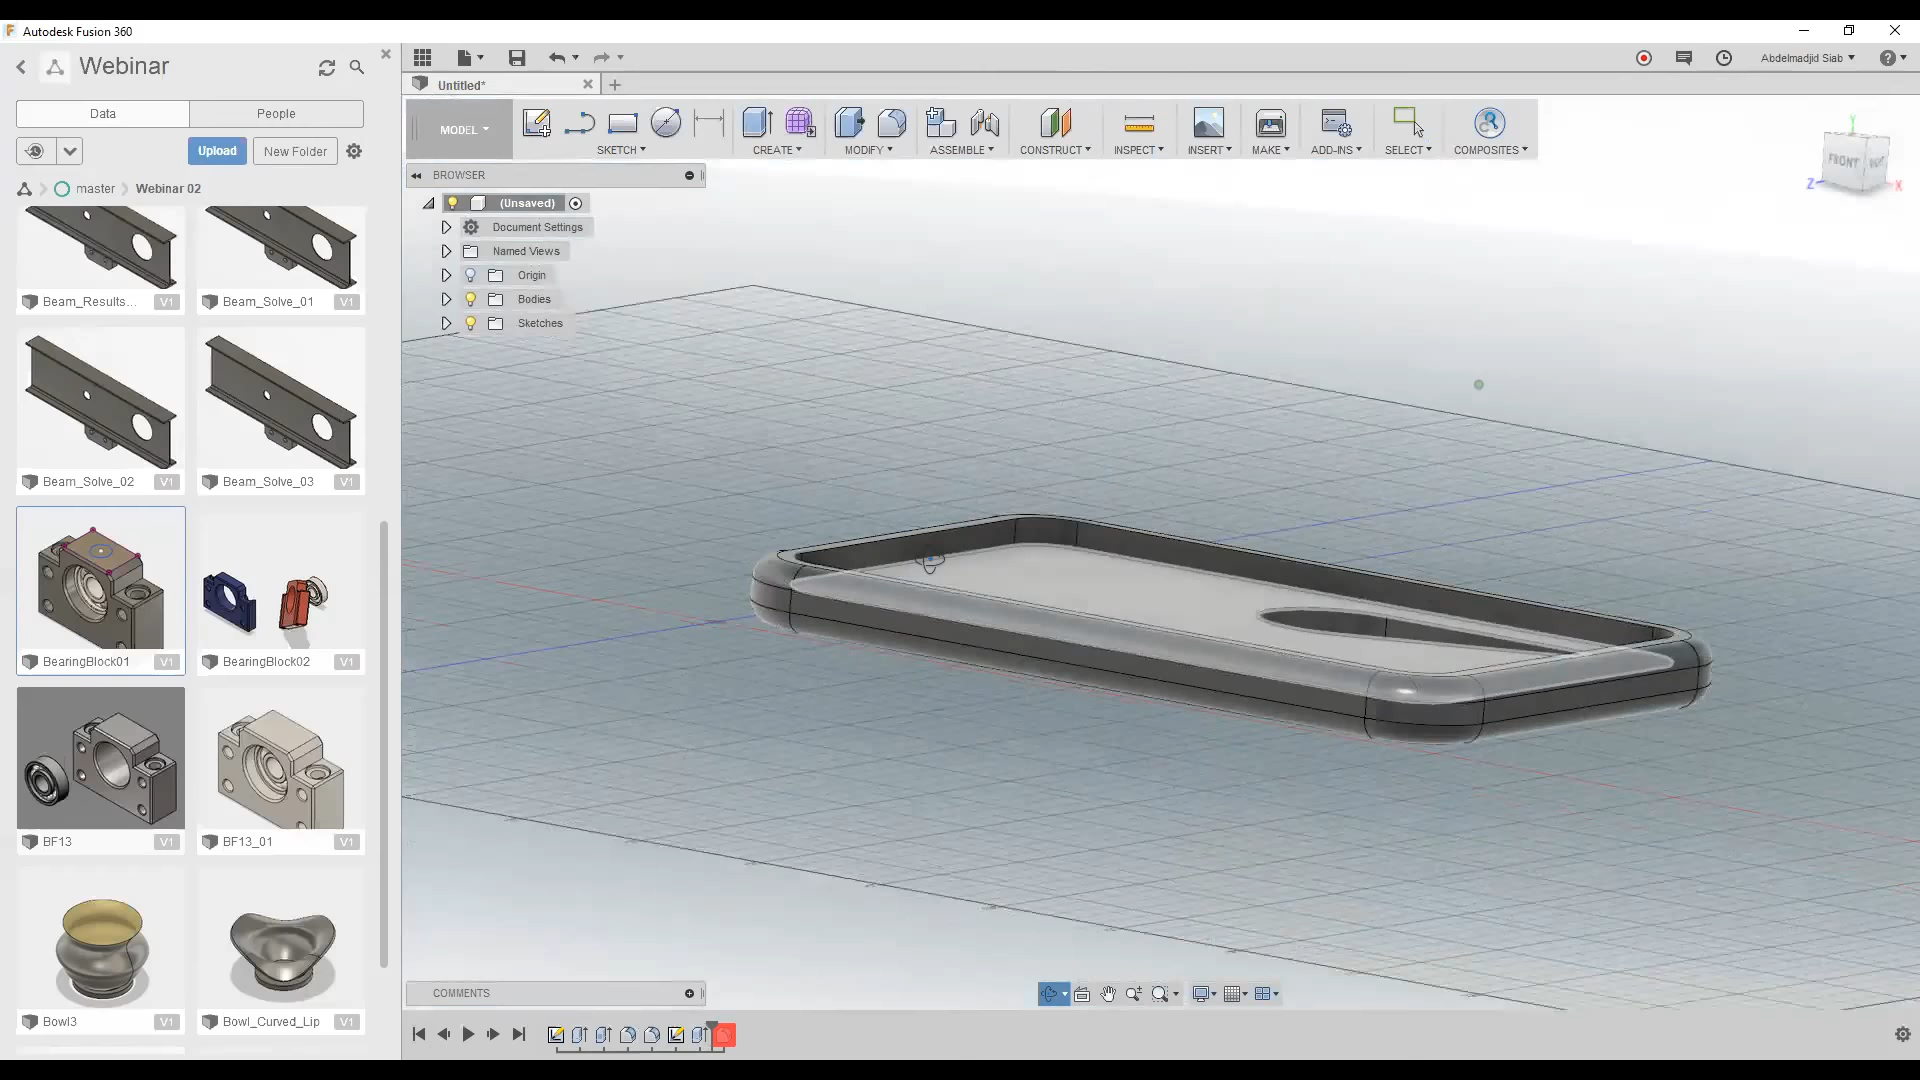 Autodesk Fusion 360
Webinar
Data
People
Upload
New Folder
master
Webinar 02
Beam_Results...
V1
Beam_Solve_01
V1
Beam_Solve_02
V1
Beam_Solve_03
V1
BearingBlock01
V1
BearingBlock02
V1
BF13
V1
BF13_01
V1
Bowl3
V1
Bowl_Curved_Lip
V1
Untitled*
Abdelmadjid Siab
MODEL
SKETCH
CREATE
MODIFY
ASSEMBLE
CONSTRUCT
INSPECT
INSERT
MAKE
ADD-INS
SELECT
COMPOSITES
BROWSER
(Unsaved)
Document Settings
Named Views
Origin
Bodies
Sketches
Y
FRONT
Z
X
COMMENTS